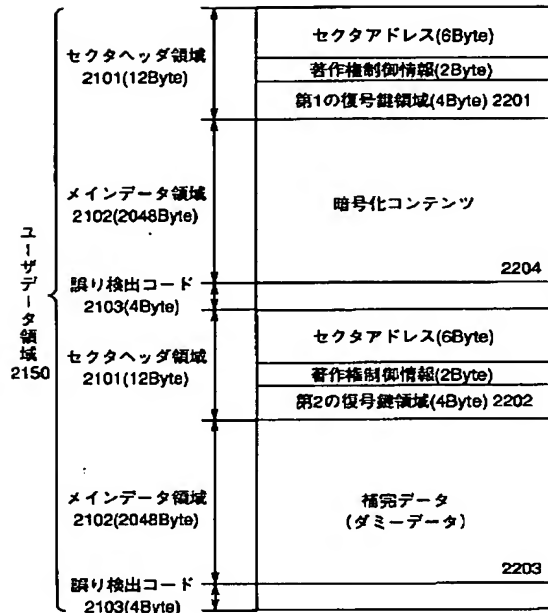 セクタヘッダ領域
2101(12Byte)
セクタアドレス(6Byte)
著作権制御情報(2Byte)
第1の復号鍵領域(4Byte) 2201
メインデータ領域
2102(2048Byte)
暗号化コンテンツ
2204
誤り検出コード
2103(4Byte)
ユーザデータ領域
2150
セクタヘッダ領域
2101(12Byte)
セクタアドレス(6Byte)
著作権制御情報(2Byte)
第2の復号鍵領域(4Byte) 2202
メインデータ領域
2102(2048Byte)
補完データ
(ダミーデータ)
2203
誤り検出コード
2103(4Byte)